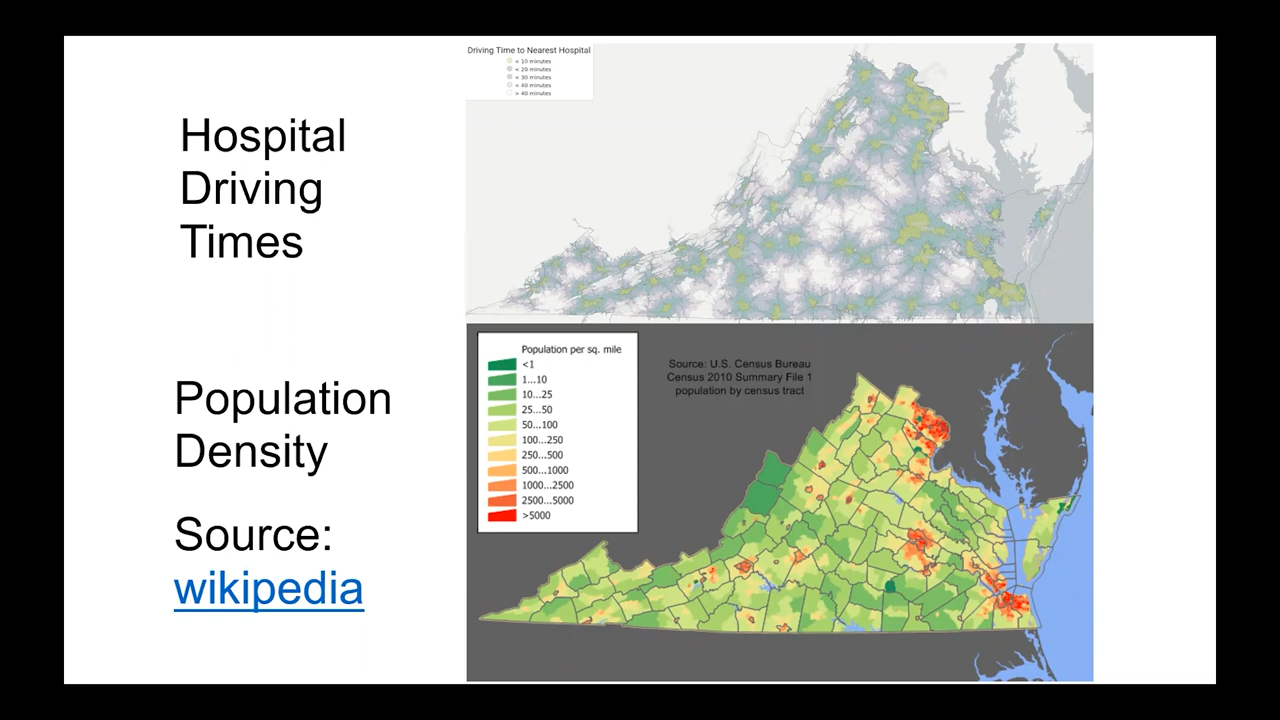 Hospital
Driving
Times
Driving Time to Nearest Hospital
< 10 minutes
< 20 minutes
< 30 minutes
< 40 minutes
> 40 minutes
Population
Density
Source:
wikipedia
Population per sq. mile
<1
1...10
10...25
25...50
50...100
100...250
250...500
500...1000
1000...2500
2500...5000
>5000
Source: U.S. Census Bureau
Census 2010 Summary File 1
population by census tract